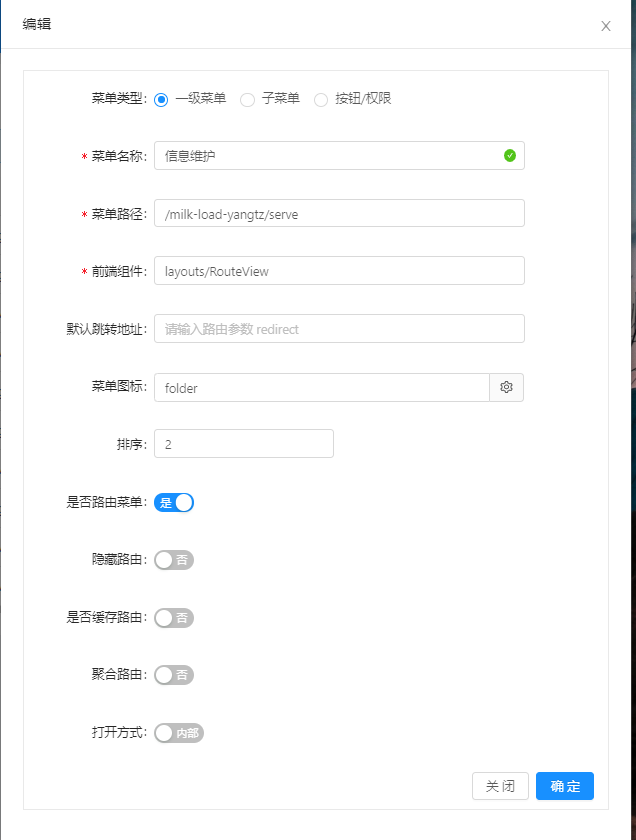 编辑
菜单类型： 一级菜单 子菜单 按钮/权限
* 菜单名称： 信息维护
* 菜单路径： /milk-load-yangtz/serve
* 前端组件： layouts/RouteView
默认跳转地址： 请输入路由参数 redirect
菜单图标： folder
排序： 2
是否路由菜单： 是
隐藏路由： 否
是否缓存路由： 否
聚合路由： 否
打开方式： 内部
关 闭 确 定